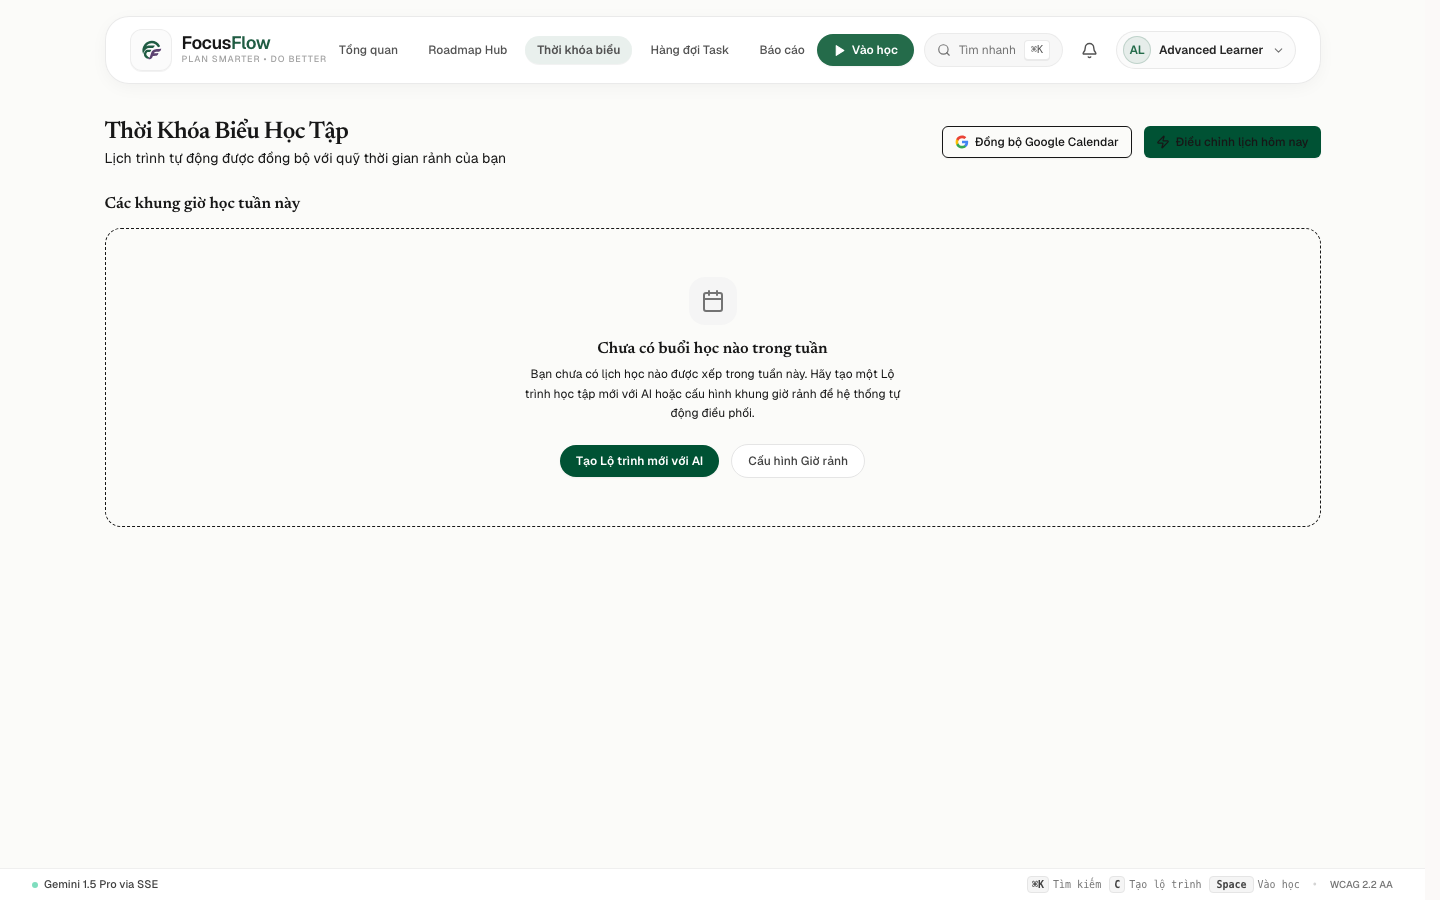 FocusFlow
PLAN SMARTER • DO BETTER
Tổng quan
Roadmap Hub
Thời khóa biểu
Hàng đợi Task
Báo cáo
Vào học
Tìm nhanh ⌘K
AL Advanced Learner
Thời Khóa Biểu Học Tập
Lịch trình tự động được đồng bộ với quỹ thời gian rảnh của bạn
Đồng bộ Google Calendar
Điều chỉnh lịch hôm nay
Các khung giờ học tuần này
Chưa có buổi học nào trong tuần
Bạn chưa có lịch học nào được xếp trong tuần này. Hãy tạo một Lộ
trình học tập mới với AI hoặc cấu hình khung giờ rảnh để hệ thống tự
động điều phối.
Tạo Lộ trình mới với AI
Cấu hình Giờ rảnh
Gemini 1.5 Pro via SSE
⌘K Tìm kiếm C Tạo lộ trình Space Vào học • WCAG 2.2 AA